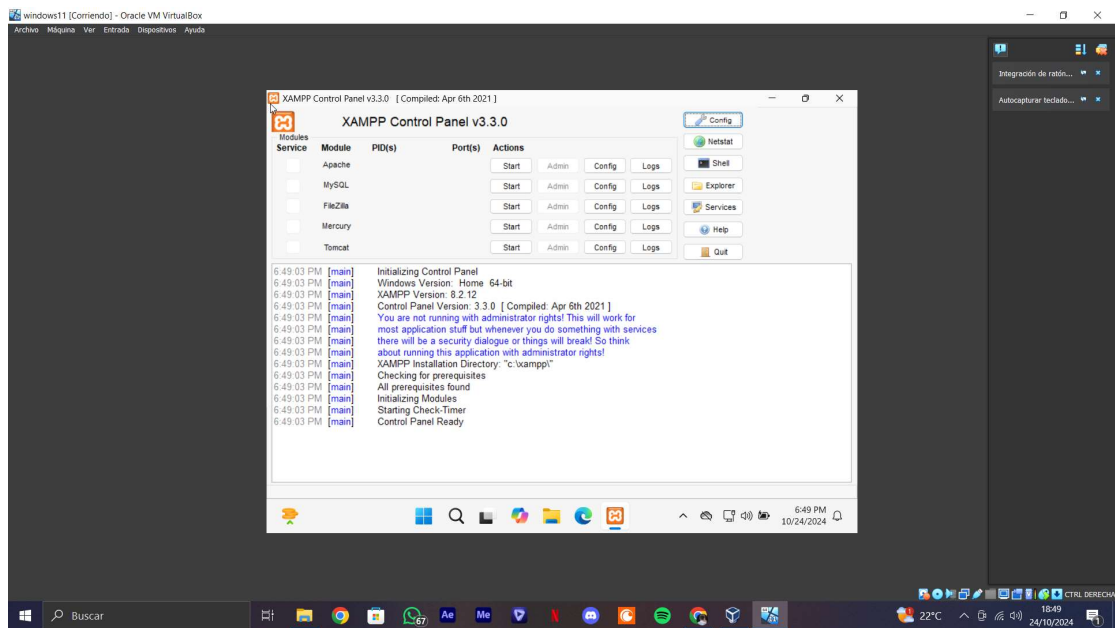 windows11 [Corriendo] - Oracle VM VirtualBox
Archivo Máquina Ver Entrada Dispositivos Ayuda
Integración de ratón...
Autocapturar teclado...
XAMPP Control Panel v3.3.0 [ Compiled: Apr 6th 2021 ]
XAMPP Control Panel v3.3.0
Config
Modules
Service Module PID(s) Port(s) Actions
Netstat
Apache Start Admin Config Logs
Shell
MySQL Start Admin Config Logs
Explorer
FileZilla Start Admin Config Logs
Services
Mercury Start Admin Config Logs
Help
Tomcat Start Admin Config Logs
Quit
6:49:03 PM [main] Initializing Control Panel
6:49:03 PM [main] Windows Version: Home 64-bit
6:49:03 PM [main] XAMPP Version: 8.2.12
6:49:03 PM [main] Control Panel Version: 3.3.0 [ Compiled: Apr 6th 2021 ]
6:49:03 PM [main] You are not running with administrator rights! This will work for
6:49:03 PM [main] most application stuff but whenever you do something with services
6:49:03 PM [main] there will be a security dialogue or things will break! So think
6:49:03 PM [main] about running this application with administrator rights!
6:49:03 PM [main] XAMPP Installation Directory: "c:\xampp\"
6:49:03 PM [main] Checking for prerequisites
6:49:03 PM [main] All prerequisites found
6:49:03 PM [main] Initializing Modules
6:49:03 PM [main] Starting Check-Timer
6:49:03 PM [main] Control Panel Ready
6:49 PM
10/24/2024
CTRL DERECHA
Buscar
67
Ae
Me
22°C
18:49
24/10/2024
1